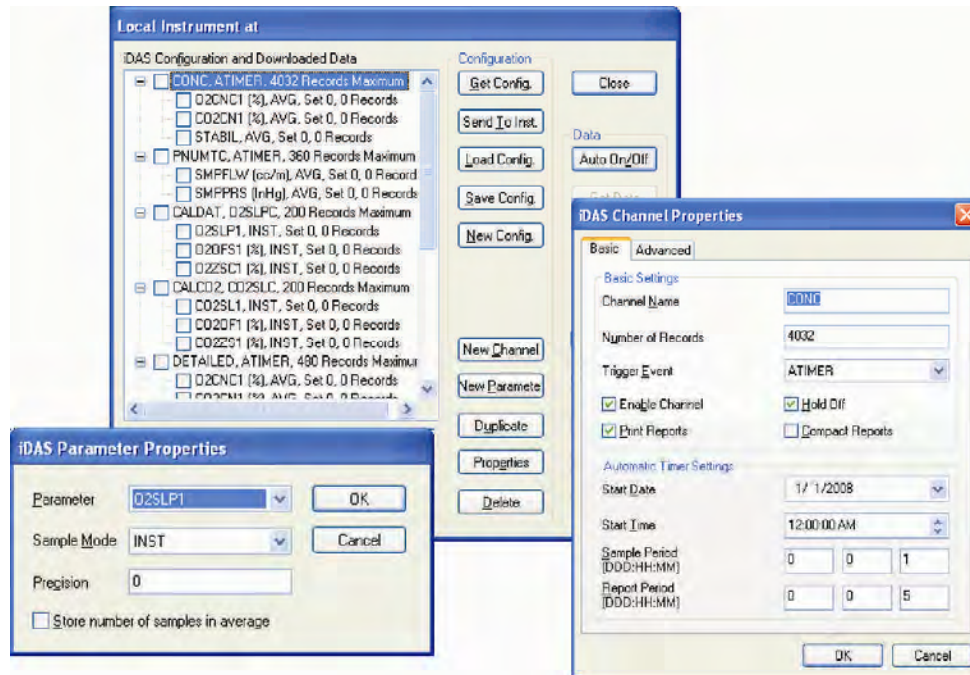 Local Instrument at
iDAS Configuration and Downloaded Data
CONC, ATIMER, 4032 Records Maximum
O2CNC1 (%), AVG, Set 0, 0 Records
CO2CN1 (%), AVG, Set 0, 0 Records
STABIL, AVG, Set 0, 0 Records
PNUMTC, ATIMER, 360 Records Maximum
SMPFLW (cc/m), AVG, Set 0, 0 Record
SMPPRS (InHg), AVG, Set 0, 0 Records
CALDAT, O2SLPC, 200 Records Maximum
O2SLP1, INST, Set 0, 0 Records
O2OFS1 (%), INST, Set 0, 0 Records
O2ZSC1 (%), INST, Set 0, 0 Records
CALCO2, CO2SLC, 200 Records Maximum
CO2SL1, INST, Set 0, 0 Records
CO2OF1 (%), INST, Set 0, 0 Records
CO2ZS1 (%), INST, Set 0, 0 Records
DETAILED, ATIMER, 480 Records Maximur
O2CNC1 (%), AVG, Set 0, 0 Records
CO2CN1 (%), AVG, Set 0, 0 Records
Configuration
Get Config.
Send To Inst.
Load Config.
Save Config.
New Config.
New Channel
New Paramete
Duplicate
Properties
Delete
Close
Data
Auto On/Off
Get Data
iDAS Parameter Properties
Parameter O2SLP1 OK
Sample Mode INST Cancel
Precision 0
Store number of samples in average
iDAS Channel Properties
Basic Advanced
Basic Settings
Channel Name CONC
Number of Records 4032
Trigger Event ATIMER
Enable Channel Hold Off
Print Reports Compact Reports
Automatic Timer Settings
Start Date 1/ 1/2008
Start Time 12:00:00 AM
Sample Period
[DDD:HH:MM] 0 0 1
Report Period
[DDD:HH:MM] 0 0 5
OK Cancel